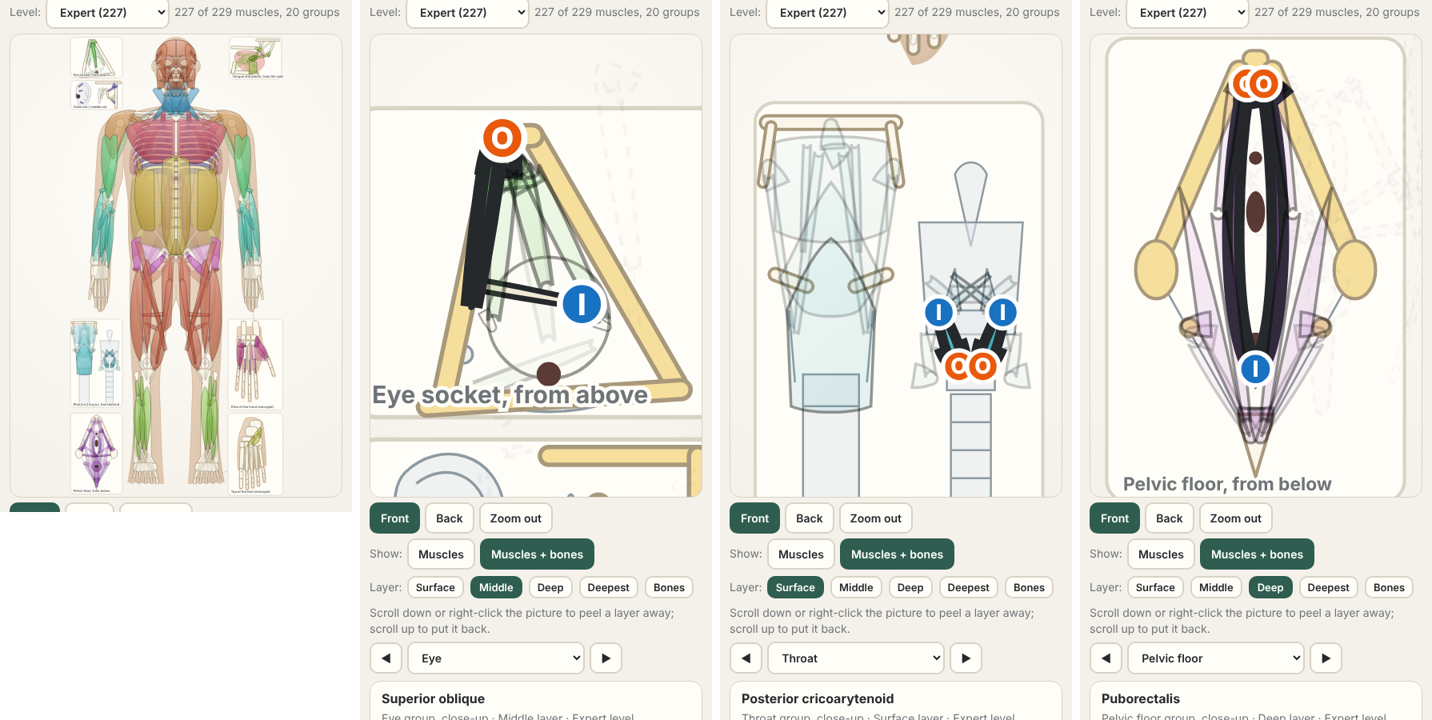 Level: Expert (227) 227 of 229 muscles, 20 groups
Level: Expert (227) 227 of 229 muscles, 20 groups
O
I
Eye socket, from above
Front Back Zoom out
Show: Muscles Muscles + bones
Layer: Surface Middle Deep Deepest Bones
Scroll down or right-click the picture to peel a layer away;
scroll up to put it back.
◀ Eye ▶
Superior oblique
Eye group, close-up · Middle layer · Expert level
Level: Expert (227) 227 of 229 muscles, 20 groups
I I
O O
Front Back Zoom out
Show: Muscles Muscles + bones
Layer: Surface Middle Deep Deepest Bones
Scroll down or right-click the picture to peel a layer away;
scroll up to put it back.
◀ Throat ▶
Posterior cricoarytenoid
Throat group, close-up · Surface layer · Expert level
Level: Expert (227) 227 of 229 muscles, 20 groups
O O
I
Pelvic floor, from below
Front Back Zoom out
Show: Muscles Muscles + bones
Layer: Surface Middle Deep Deepest Bones
Scroll down or right-click the picture to peel a layer away;
scroll up to put it back.
◀ Pelvic floor ▶
Puborectalis
Pelvic floor group, close-up · Deep layer · Expert level